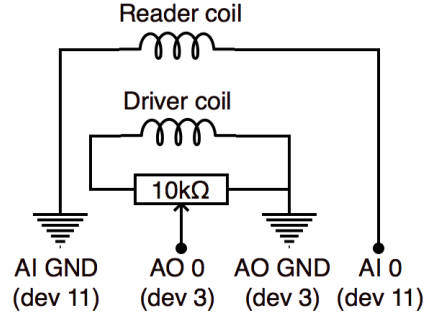 Reader coil
Driver coil
10kΩ
AI GND AO 0 AO GND AI 0
(dev 11) (dev 3) (dev 3) (dev 11)